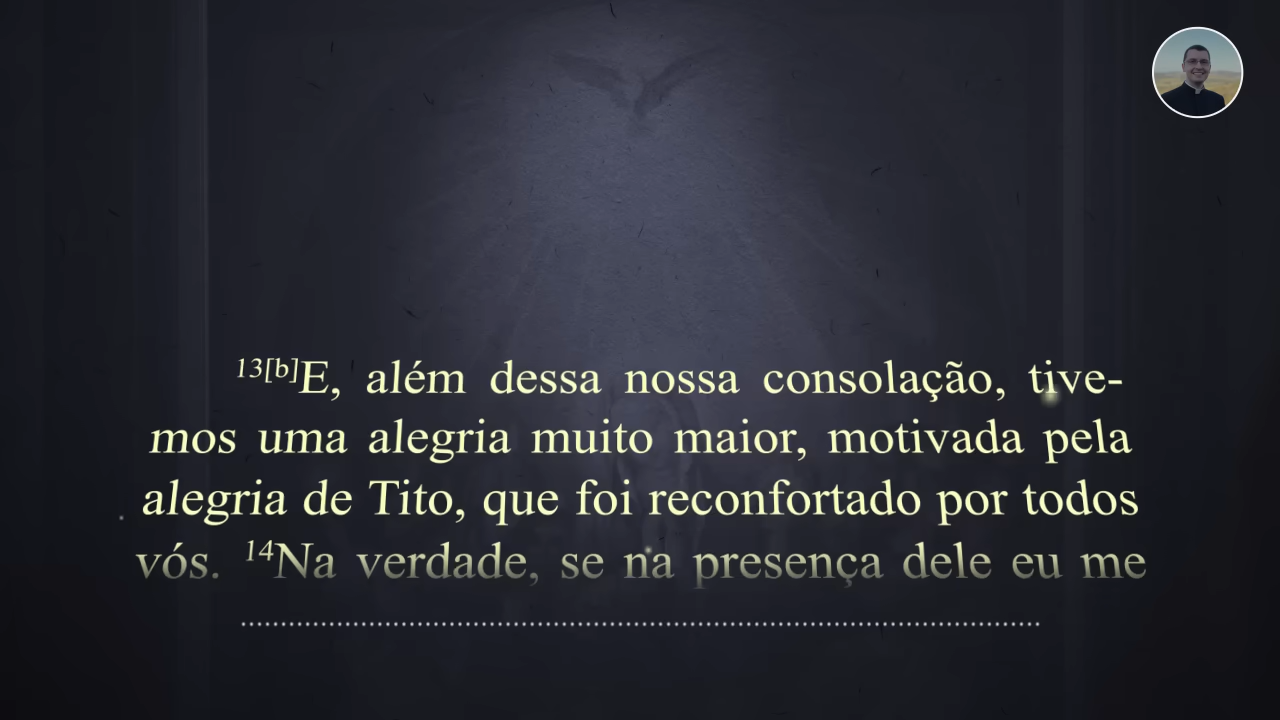 13[b]E, além dessa nossa consolação, tive-
mos uma alegria muito maior, motivada pela
alegria de Tito, que foi reconfortado por todos
vós. 14Na verdade, se na presença dele eu me